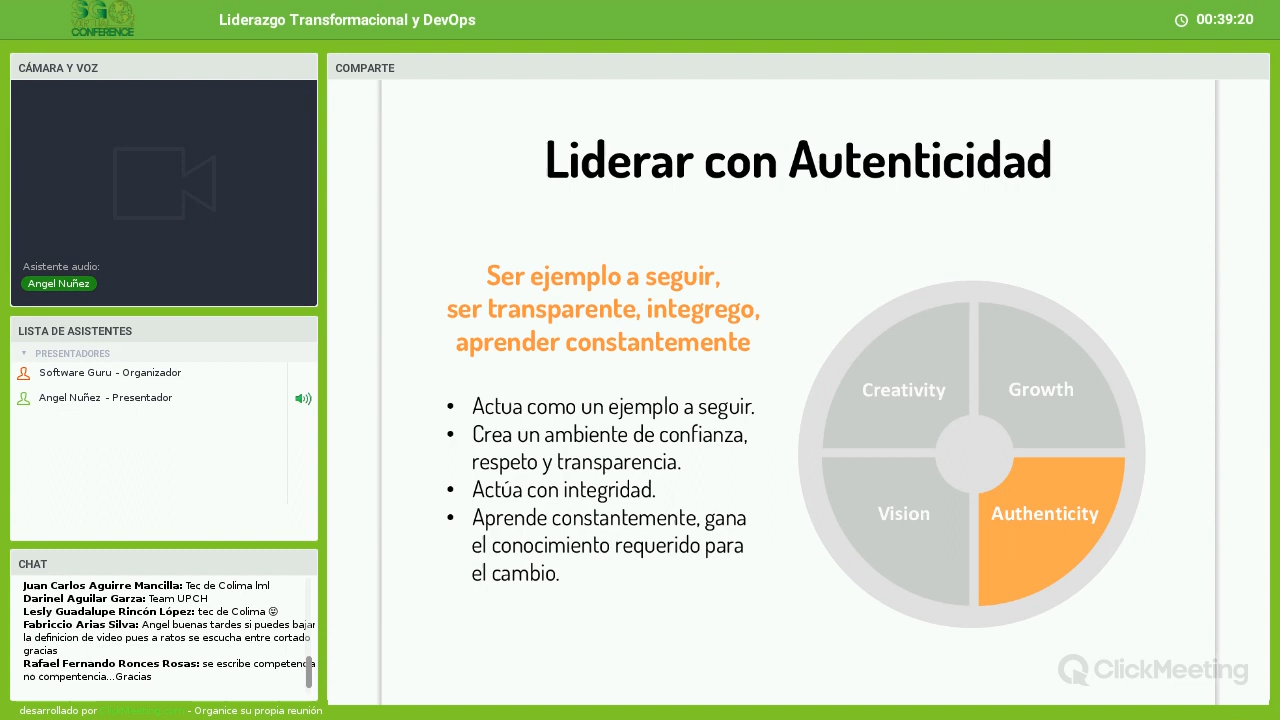 SG
VIRTUAL
CONFERENCE
Liderazgo Transformacional y DevOps
00:39:20
CÁMARA Y VOZ
Asistente audio:
Angel Nuñez
LISTA DE ASISTENTES
PRESENTADORES
Software Guru - Organizador
Angel Nuñez - Presentador
CHAT
Juan Carlos Aguirre Mancilla: Tec de Colima lml
Darinel Aguilar Garza: Team UPCH
Lesly Guadalupe Rincón López: tec de Colima 😜
Fabriccio Arias Silva: Angel buenas tardes si puedes bajar
la definicion de video pues a ratos se escucha entre cortado
gracias
Rafael Fernando Ronces Rosas: se escribe competencia
no compentencia...Gracias
desarrollado por - Organice su propia reunión
COMPARTE
Liderar con Autenticidad
Ser ejemplo a seguir,
ser transparente, integrego,
aprender constantemente
• Actua como un ejemplo a seguir.
• Crea un ambiente de confianza,
respeto y transparencia.
• Actúa con integridad.
• Aprende constantemente, gana
el conocimiento requerido para
el cambio.
Creativity
Growth
Vision
Authenticity
ClickMeeting